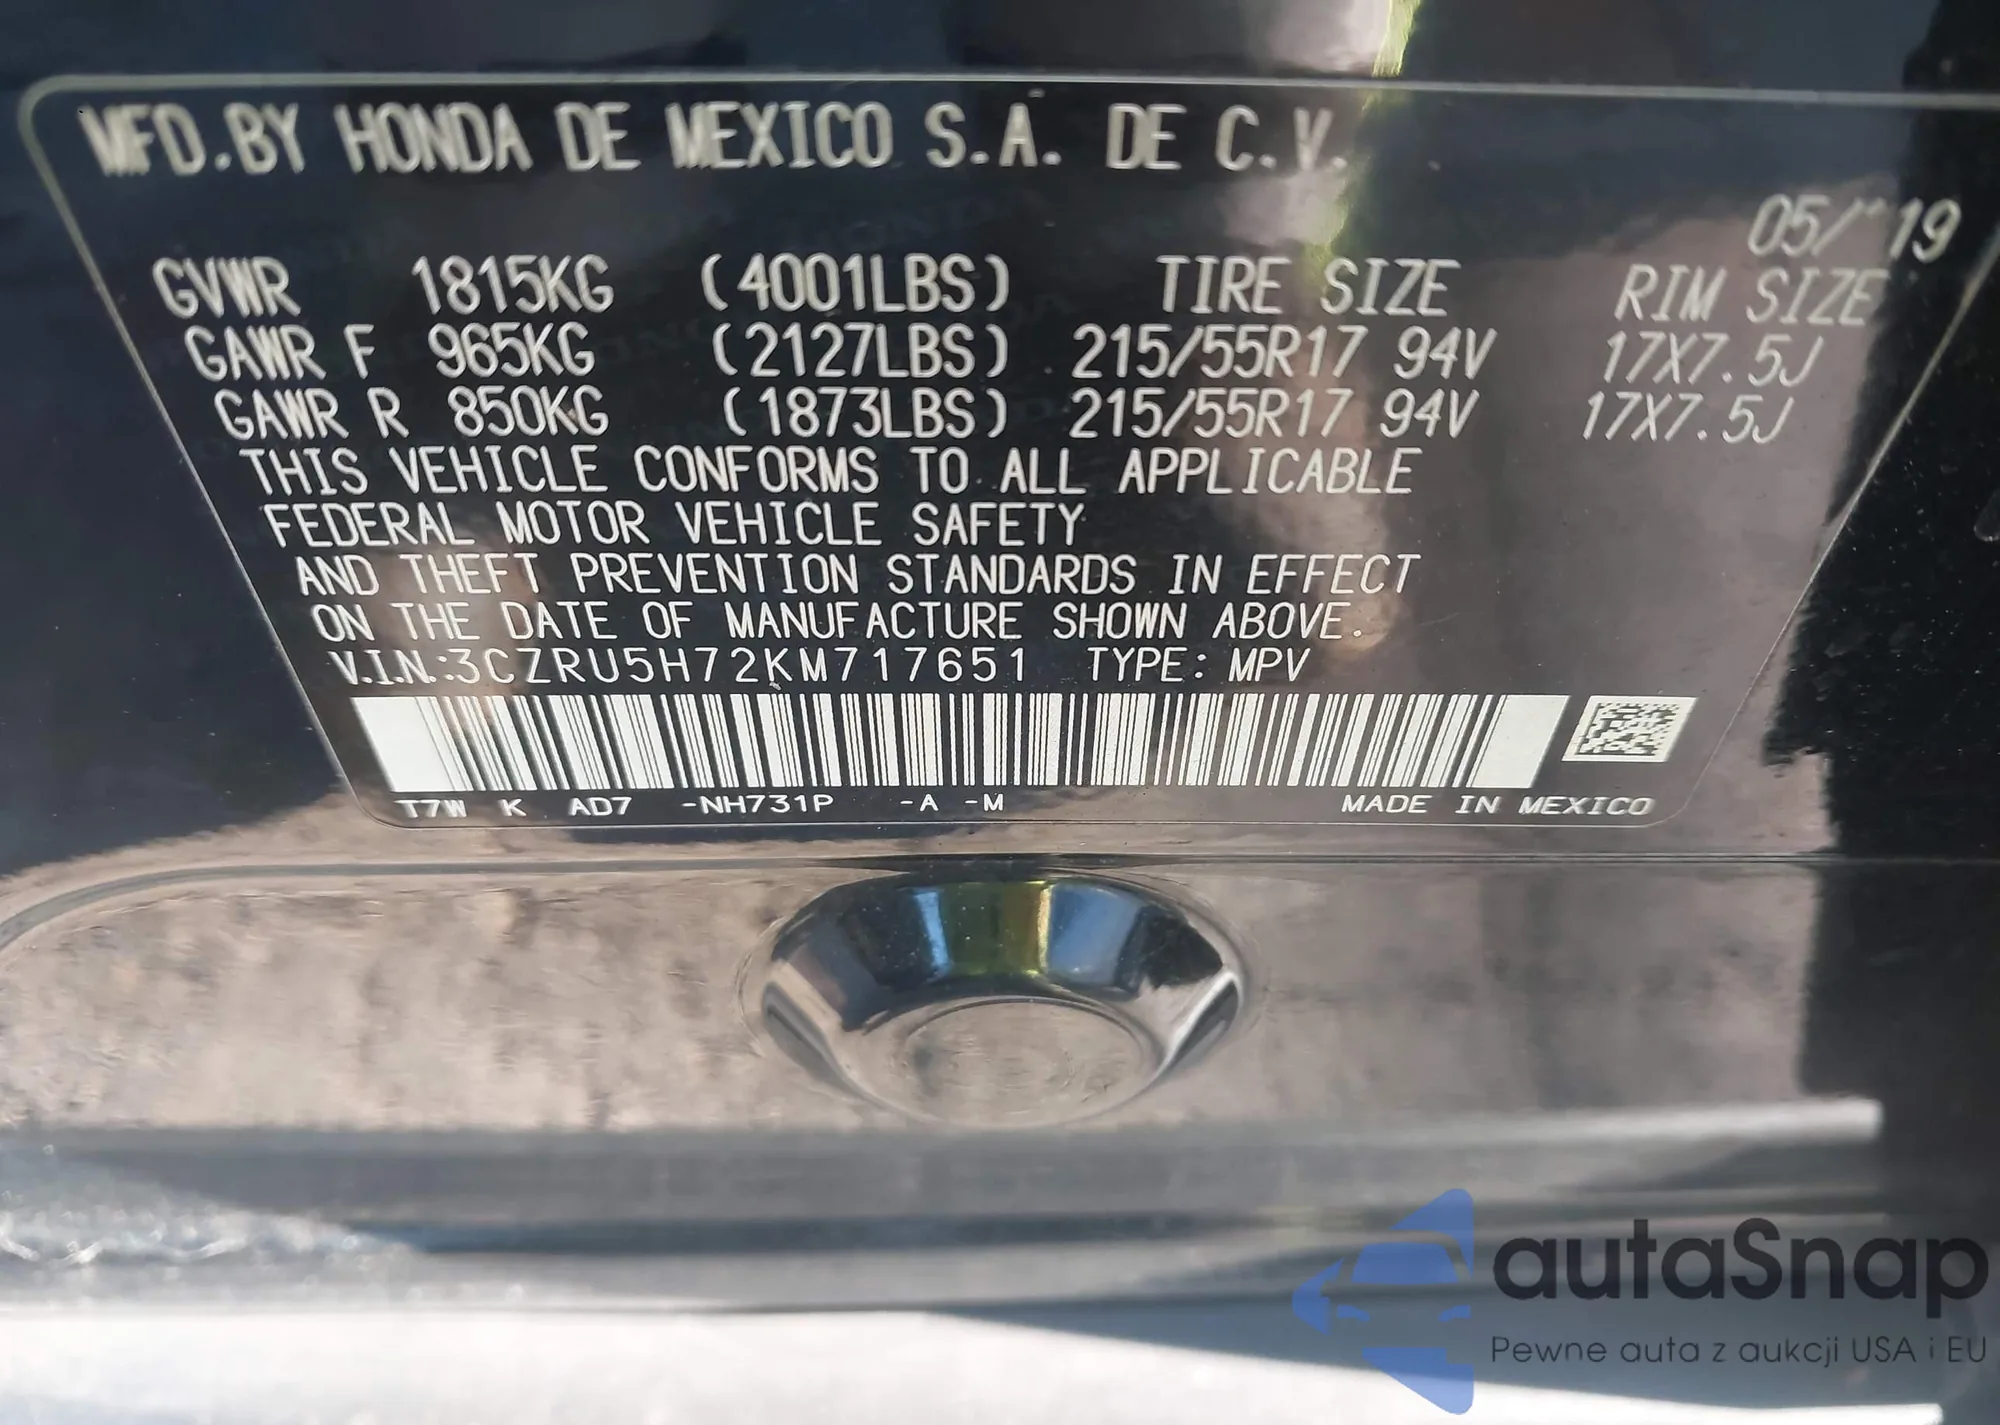 MFD.BY HONDA DE MEXICO S.A. DE C.V.
05/19
GVWR 1815KG (4001LBS) TIRE SIZE RIM SIZE
GAWR F 965KG (2127LBS) 215/55R17 94V 17X7.5J
GAWR R 850KG (1873LBS) 215/55R17 94V 17X7.5J
THIS VEHICLE CONFORMS TO ALL APPLICABLE
FEDERAL MOTOR VEHICLE SAFETY
AND THEFT PREVENTION STANDARDS IN EFFECT
ON THE DATE OF MANUFACTURE SHOWN ABOVE.
V.I.N.:3CZRU5H72KM717651 TYPE: MPV
T7W K AD7 -NH731P -A -M MADE IN MEXICO
autaSnap
Pewne auta z aukcji USA i EU